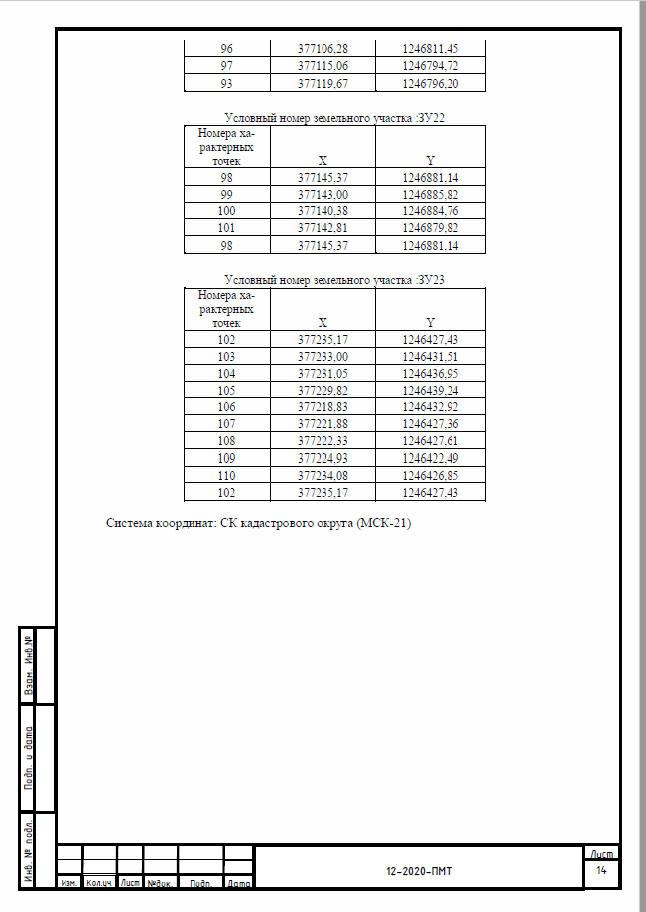 96 377106,28 1246811,45
97 377115,06 1246794,72
93 377119,67 1246796,20
Условный номер земельного участка :ЗУ22
Номера ха-
рактерных
точек X Y
98 377145,37 1246881,14
99 377143,00 1246885,82
100 377140,38 1246884,76
101 377142,81 1246879,82
98 377145,37 1246881,14
Условный номер земельного участка :ЗУ23
Номера ха-
рактерных
точек X Y
102 377235,17 1246427,43
103 377233,00 1246431,51
104 377231,05 1246436,95
105 377229,82 1246439,24
106 377218,83 1246432,92
107 377221,88 1246427,36
108 377222,33 1246427,61
109 377224,93 1246422,49
110 377234,08 1246426,85
102 377235,17 1246427,43
Система координат: СК кадастрового округа (МСК-21)
Взам. Инв.№
Подп. и дата
Инв. № подл.
Изм. Кол.уч Лист №док. Подп. Дата
12-2020-ПМТ
Лист
14